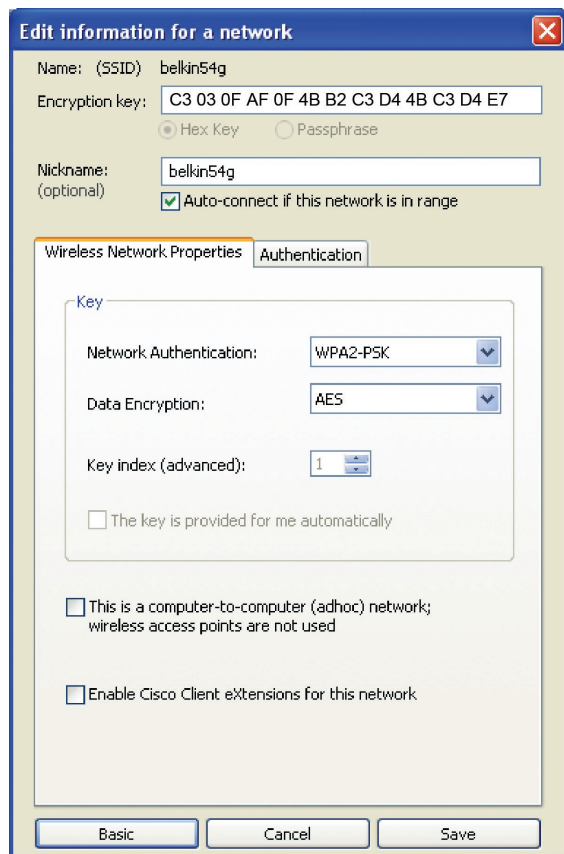 Edit information for a network
Name: (SSID) belkin54g
Encryption key: C3 03 0F AF 0F 4B B2 C3 D4 4B C3 D4 E7
Hex Key Passphrase
Nickname: belkin54g
(optional)
Auto-connect if this network is in range
Wireless Network Properties Authentication
Key
Network Authentication: WPA2-PSK
Data Encryption: AES
Key index (advanced): 1
The key is provided for me automatically
This is a computer-to-computer (adhoc) network;
wireless access points are not used
Enable Cisco Client eXtensions for this network
Basic Cancel Save